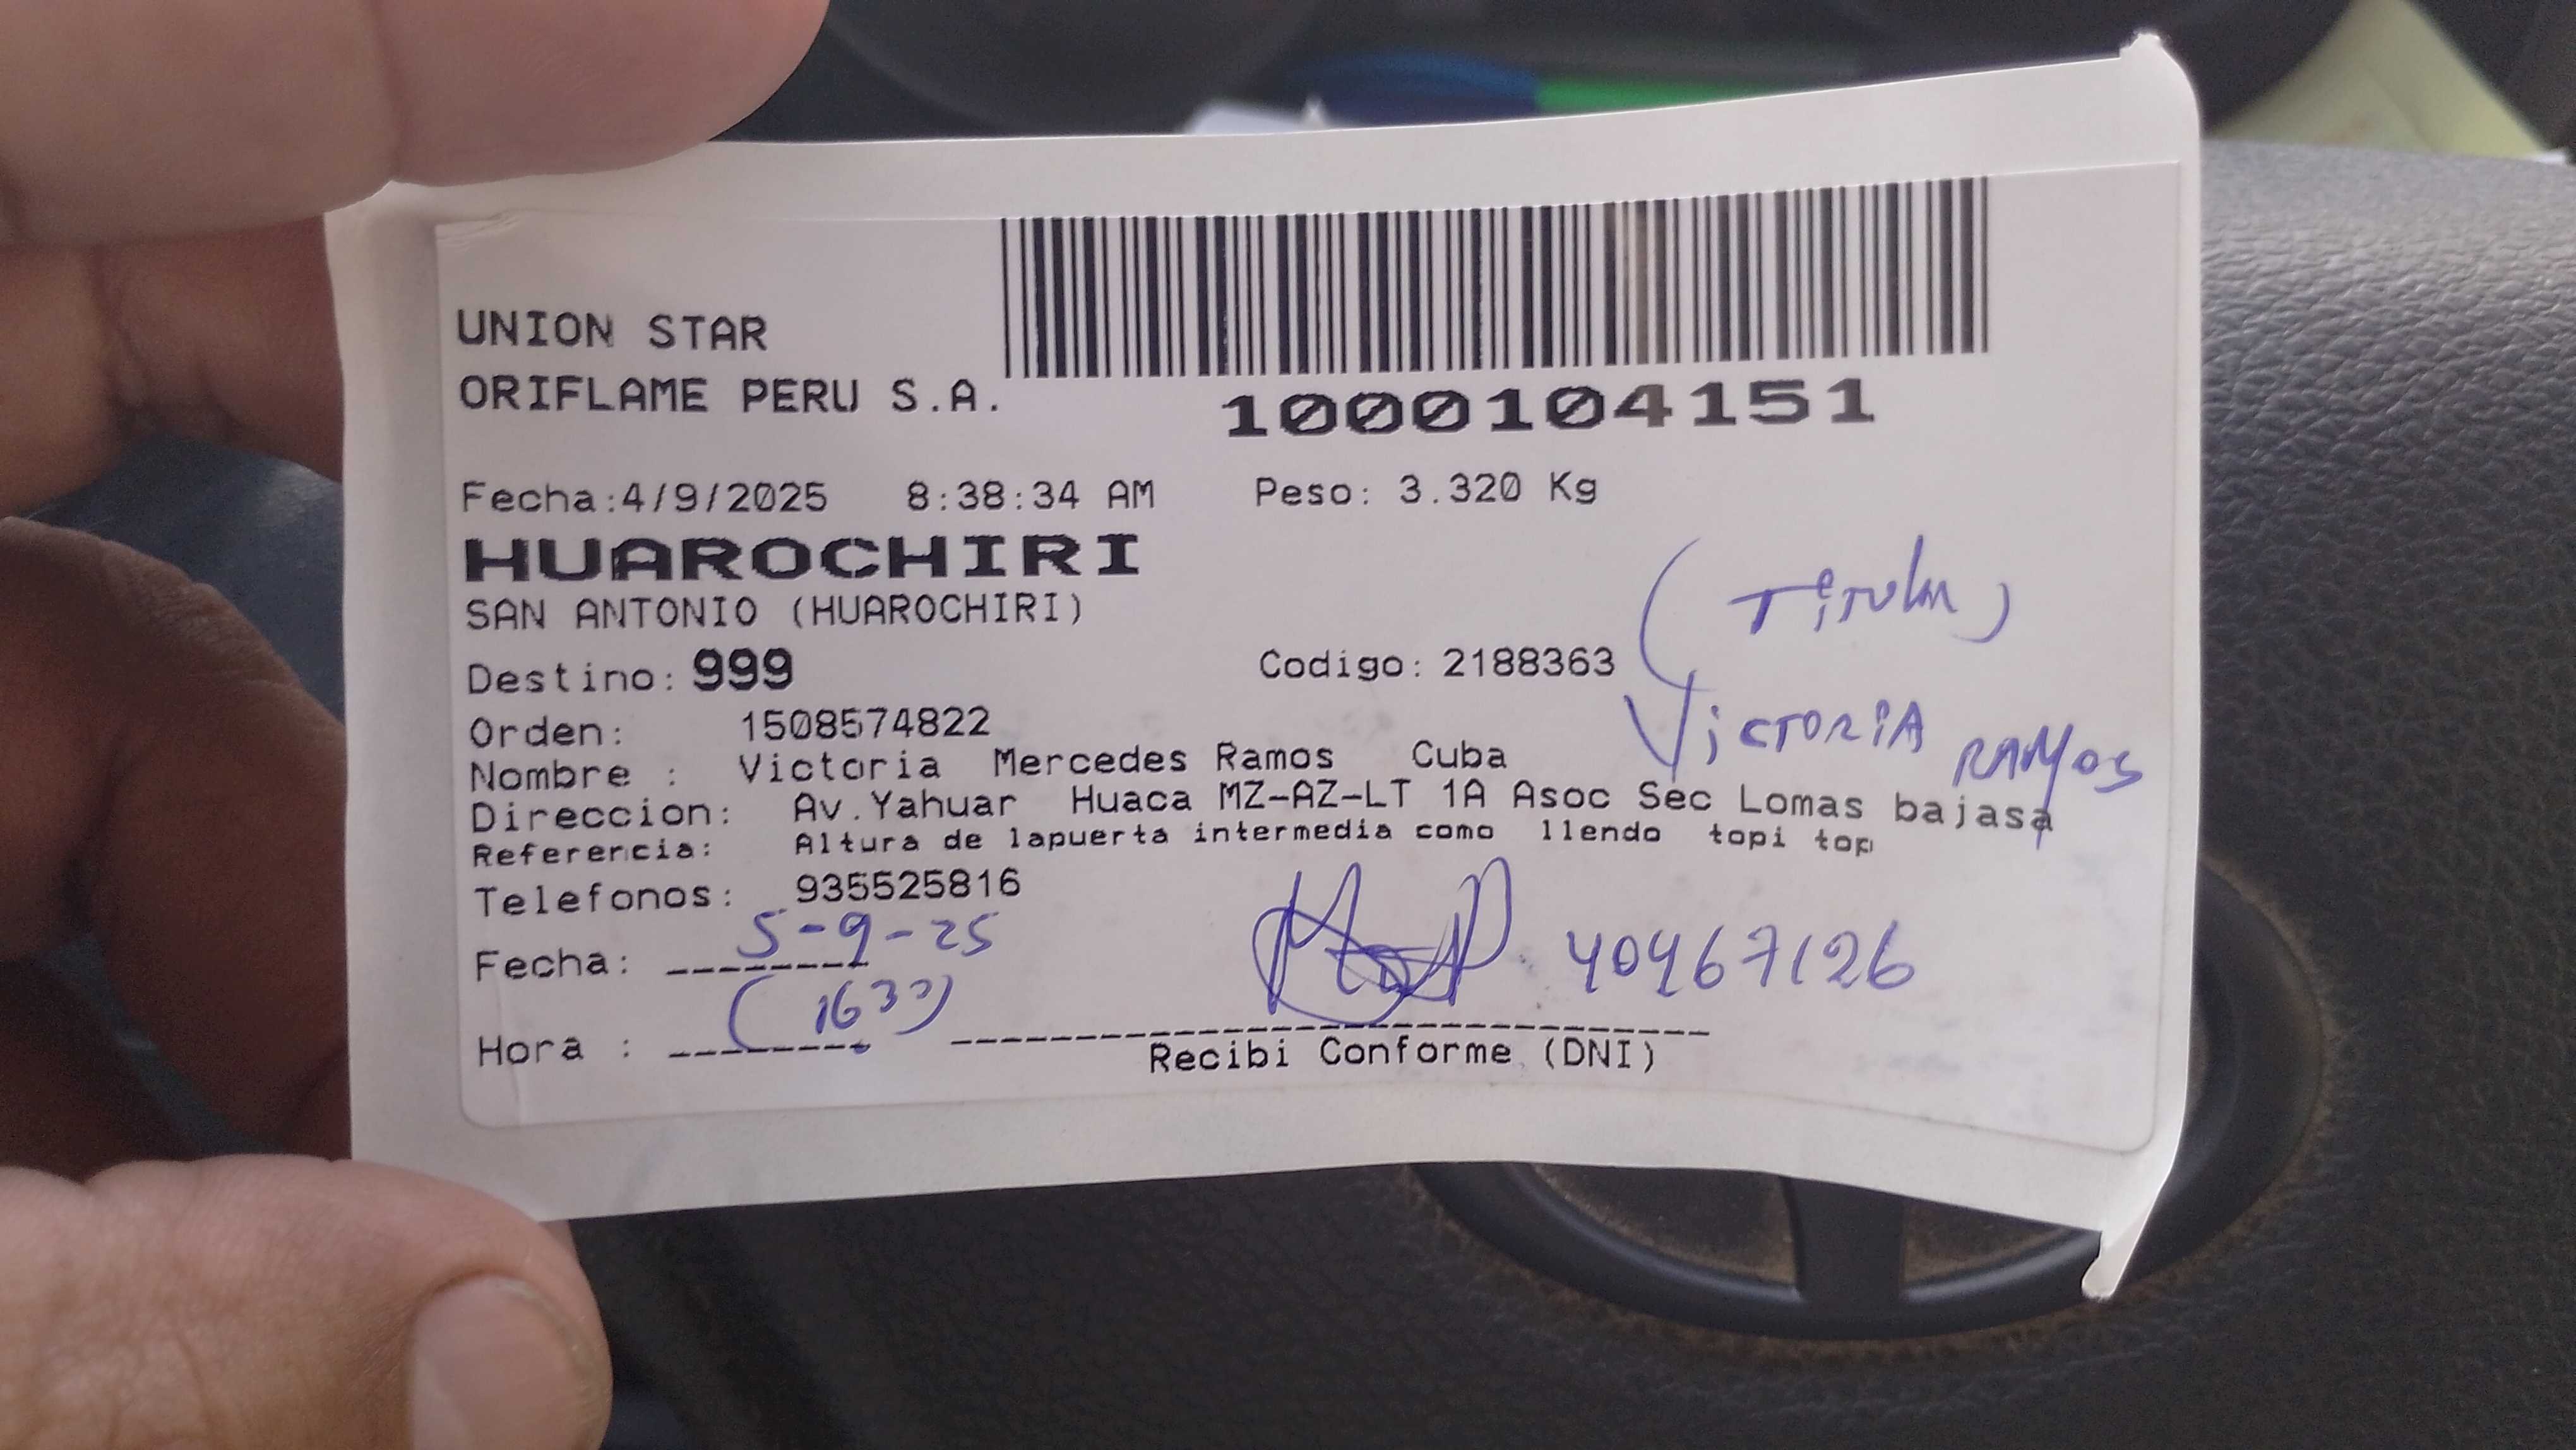 UNION STAR
ORIFLAME PERU S.A.
1000104151
Fecha:4/9/2025 8:38:34 AM Peso: 3.320 Kg
HUAROCHIRI
SAN ANTONIO (HUAROCHIRI)
(Titular)
Destino: 999 Codigo: 2188363
Orden: 1508574822
VictoRiA RAMOS
Nombre : Victoria Mercedes Ramos Cuba
Direccion: Av.Yahuar Huaca MZ-AZ-LT 1A Asoc Sec Lomas bajasa
Referencia: Altura de lapuerta intermedia como llendo topi top
Telefonos: 935525816
Fecha: 5-9-25
40467126
Hora : (1630)
Recibi Conforme (DNI)